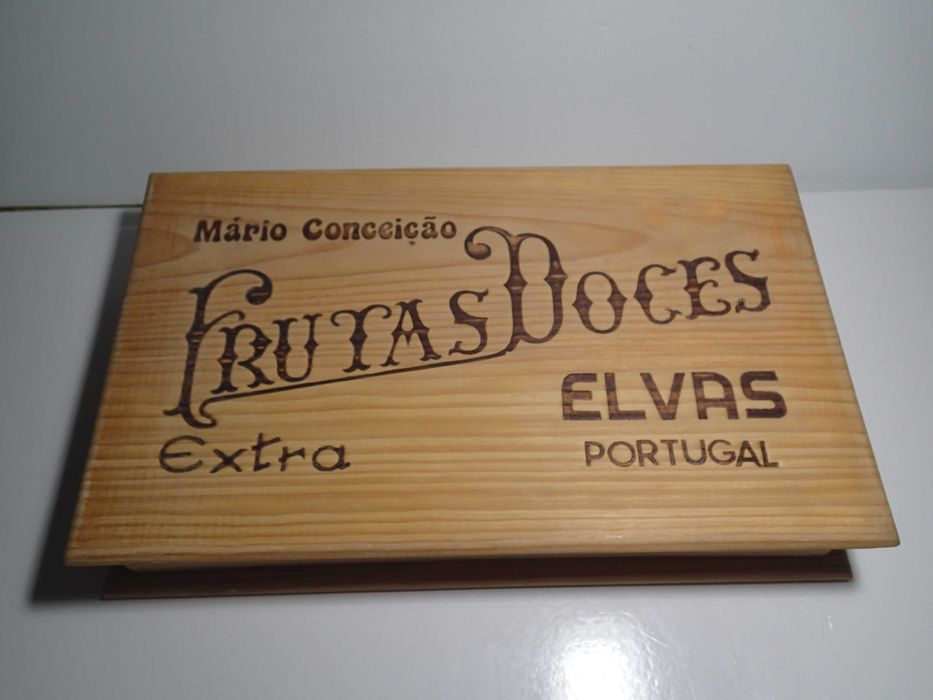 Mário Conceição
FRUTAS DOCES
Extra
ELVAS
PORTUGAL